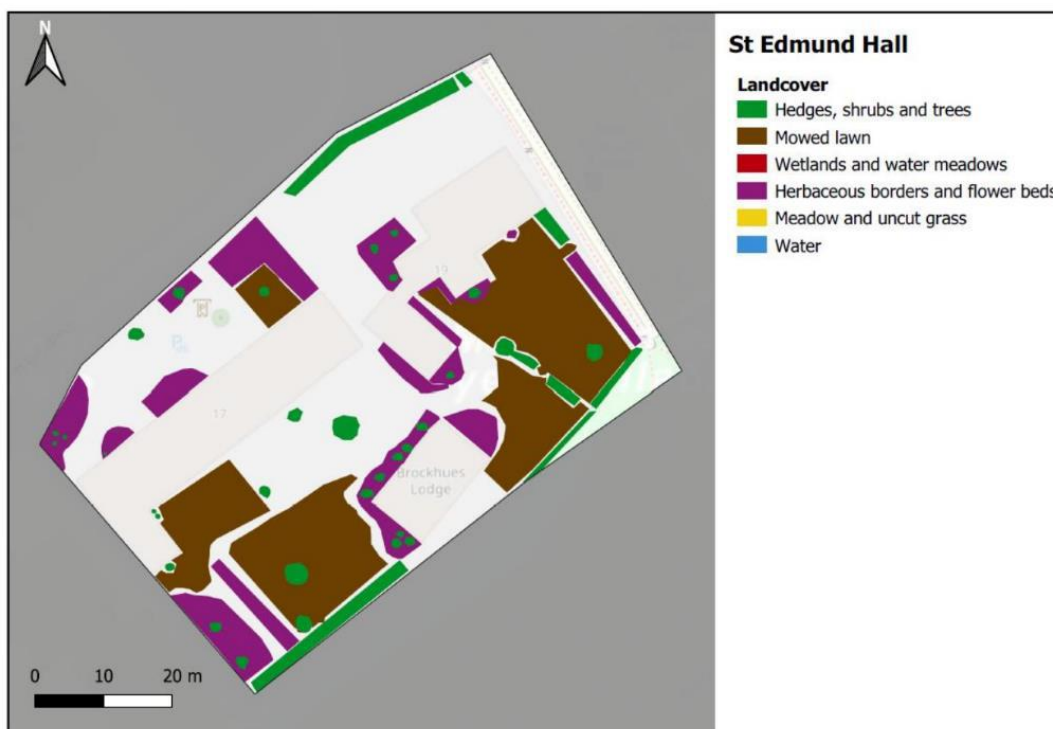 N
St Edmund Hall
Landcover
Hedges, shrubs and trees
Mowed lawn
Wetlands and water meadows
Herbaceous borders and flower beds
Meadow and uncut grass
Water
19
17
Brockhues
Lodge
0 10 20 m